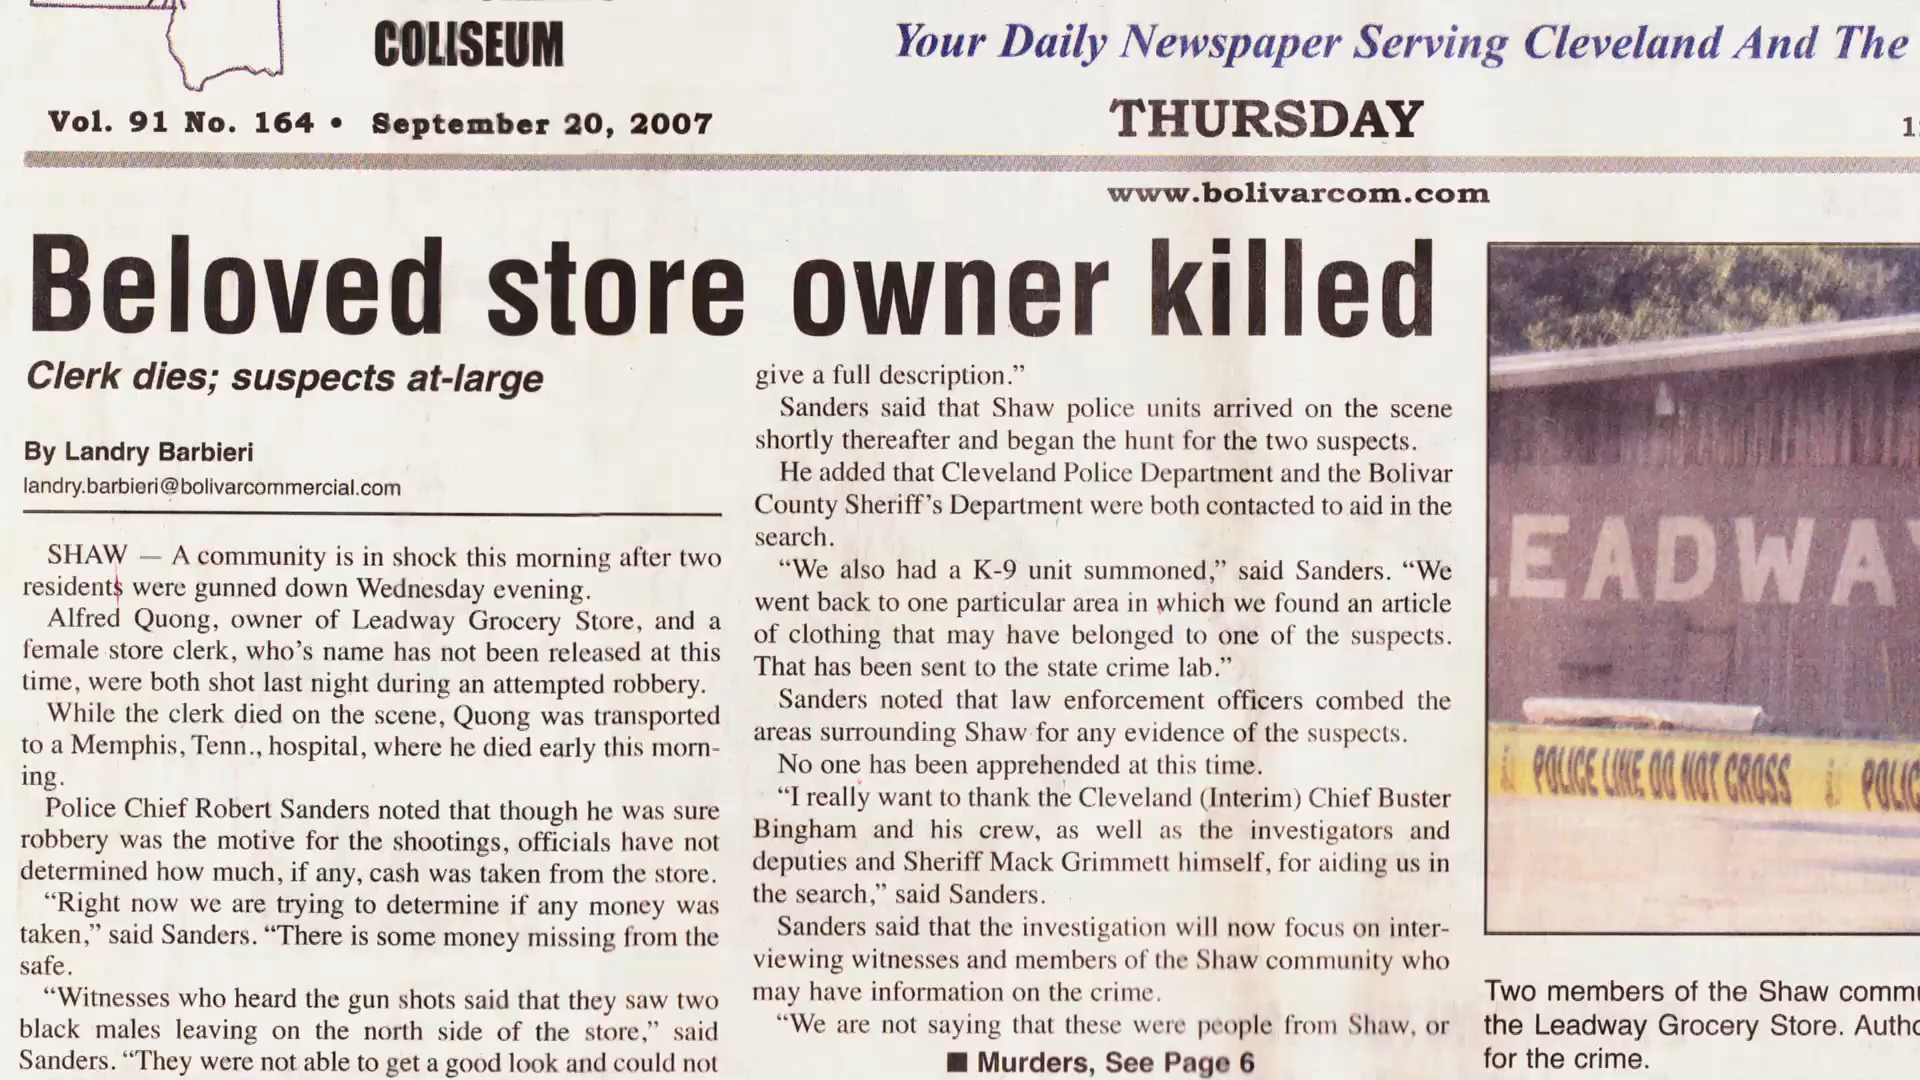 COLISEUM
Your Daily Newspaper Serving Cleveland And The
Vol. 91 No. 164 • September 20, 2007
THURSDAY
www.bolivarcom.com
Beloved store owner killed
Clerk dies; suspects at-large
By Landry Barbieri
landry.barbieri@bolivarcommercial.com
SHAW — A community is in shock this morning after two
residents were gunned down Wednesday evening.
Alfred Quong, owner of Leadway Grocery Store, and a
female store clerk, who's name has not been released at this
time, were both shot last night during an attempted robbery.
While the clerk died on the scene, Quong was transported
to a Memphis, Tenn., hospital, where he died early this morn-
ing.
Police Chief Robert Sanders noted that though he was sure
robbery was the motive for the shootings, officials have not
determined how much, if any, cash was taken from the store.
“Right now we are trying to determine if any money was
taken,” said Sanders. “There is some money missing from the
safe.
“Witnesses who heard the gun shots said that they saw two
black males leaving on the north side of the store,” said
Sanders. “They were not able to get a good look and could not
give a full description.”
Sanders said that Shaw police units arrived on the scene
shortly thereafter and began the hunt for the two suspects.
He added that Cleveland Police Department and the Bolivar
County Sheriff's Department were both contacted to aid in the
search.
“We also had a K-9 unit summoned,” said Sanders. “We
went back to one particular area in which we found an article
of clothing that may have belonged to one of the suspects.
That has been sent to the state crime lab.”
Sanders noted that law enforcement officers combed the
areas surrounding Shaw for any evidence of the suspects.
No one has been apprehended at this time.
“I really want to thank the Cleveland (Interim) Chief Buster
Bingham and his crew, as well as the investigators and
deputies and Sheriff Mack Grimmett himself, for aiding us in
the search,” said Sanders.
Sanders said that the investigation will now focus on inter-
viewing witnesses and members of the Shaw community who
may have information on the crime.
“We are not saying that these were people from Shaw, or
■ Murders, See Page 6
LEADWAY
POLICE LINE DO NOT CROSS POLIC
Two members of the Shaw commu
the Leadway Grocery Store. Autho
for the crime.